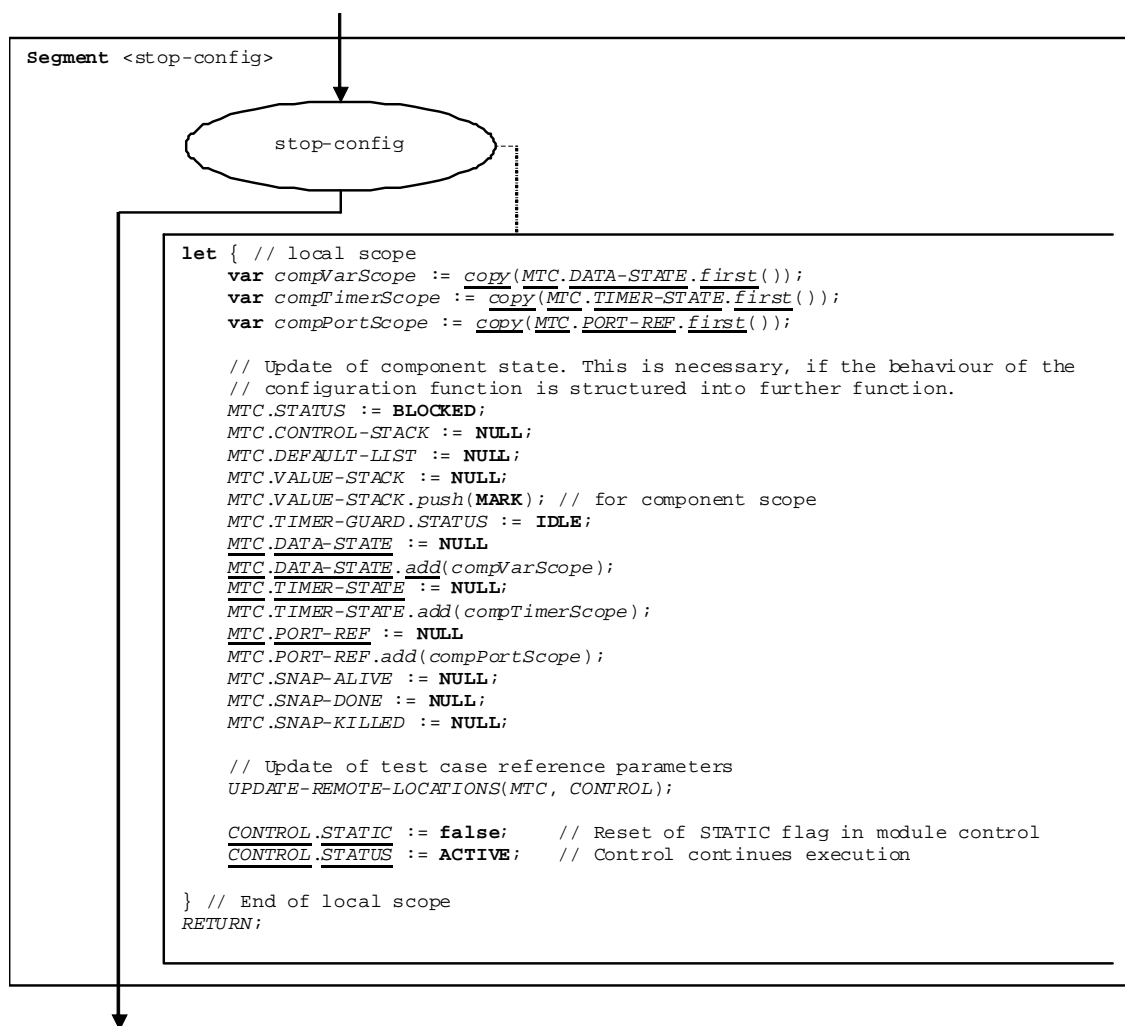 Segment <stop-config>
stop-config
let { // local scope
var compVarScope := copy(MTC.DATA-STATE.first());
var compTimerScope := copy(MTC.TIMER-STATE.first());
var compPortScope := copy(MTC.PORT-REF.first());
// Update of component state. This is necessary, if the behaviour of the
// configuration function is structured into further function.
MTC.STATUS := BLOCKED;
MTC.CONTROL-STACK := NULL;
MTC.DEFAULT-LIST := NULL;
MTC.VALUE-STACK := NULL;
MTC.VALUE-STACK.push(MARK); // for component scope
MTC.TIMER-GUARD.STATUS := IDLE;
MTC.DATA-STATE := NULL
MTC.DATA-STATE.add(compVarScope);
MTC.TIMER-STATE := NULL;
MTC.TIMER-STATE.add(compTimerScope);
MTC.PORT-REF := NULL
MTC.PORT-REF.add(compPortScope);
MTC.SNAP-ALIVE := NULL;
MTC.SNAP-DONE := NULL;
MTC.SNAP-KILLED := NULL;
// Update of test case reference parameters
UPDATE-REMOTE-LOCATIONS(MTC, CONTROL);
CONTROL.STATIC := false; // Reset of STATIC flag in module control
CONTROL.STATUS := ACTIVE; // Control continues execution
} // End of local scope
RETURN;